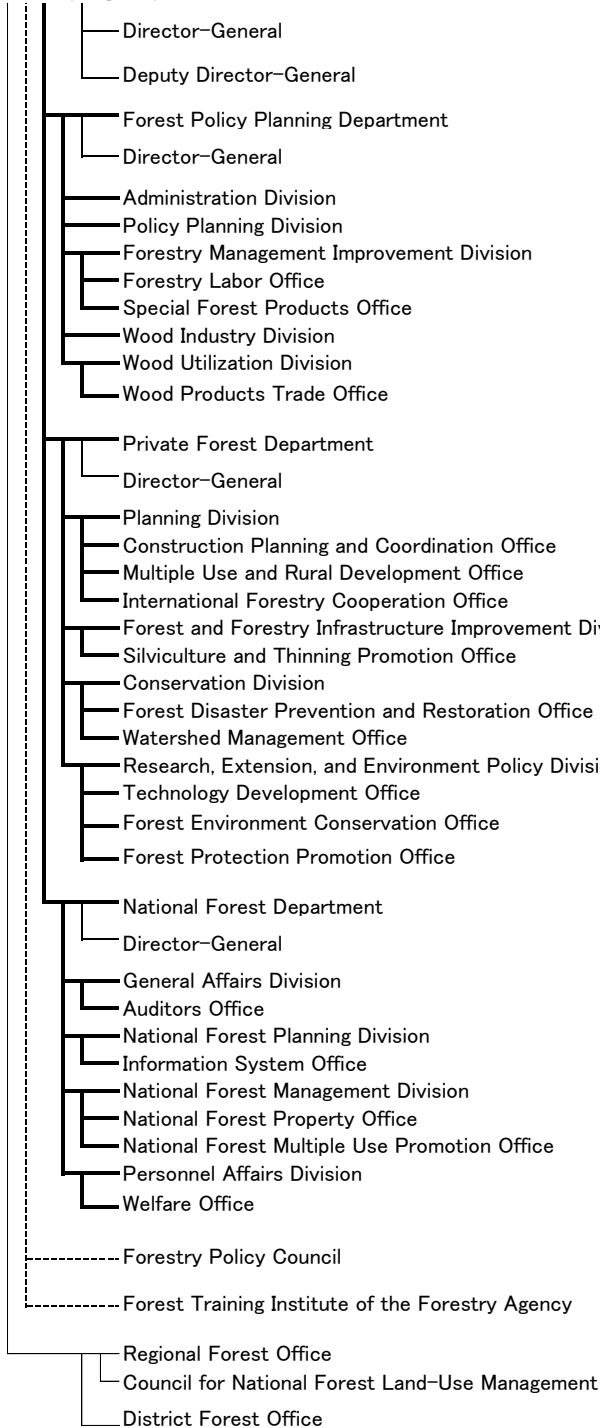 Director-General
Deputy Director-General
Forest Policy Planning Department
Director-General
Administration Division
Policy Planning Division
Forestry Management Improvement Division
Forestry Labor Office
Special Forest Products Office
Wood Industry Division
Wood Utilization Division
Wood Products Trade Office
Private Forest Department
Director-General
Planning Division
Construction Planning and Coordination Office
Multiple Use and Rural Development Office
International Forestry Cooperation Office
Forest and Forestry Infrastructure Improvement
Silviculture and Thinning Promotion Office
Conservation Division
Forest Disaster Prevention and Restoration Office
Watershed Management Office
Research, Extension, and Environment Policy
Technology Development Office
Forest Environment Conservation Office
Forest Protection Promotion Office
National Forest Department
Director-General
General Affairs Division
Auditors Office
National Forest Planning Division
Information System Office
National Forest Management Division
National Forest Property Office
National Forest Multiple Use Promotion Office
Personnel Affairs Division
Welfare Office
Forestry Policy Council
Forest Training Institute of the Forestry Agency
Regional Forest Office
Council for National Forest Land-Use Management
District Forest Office